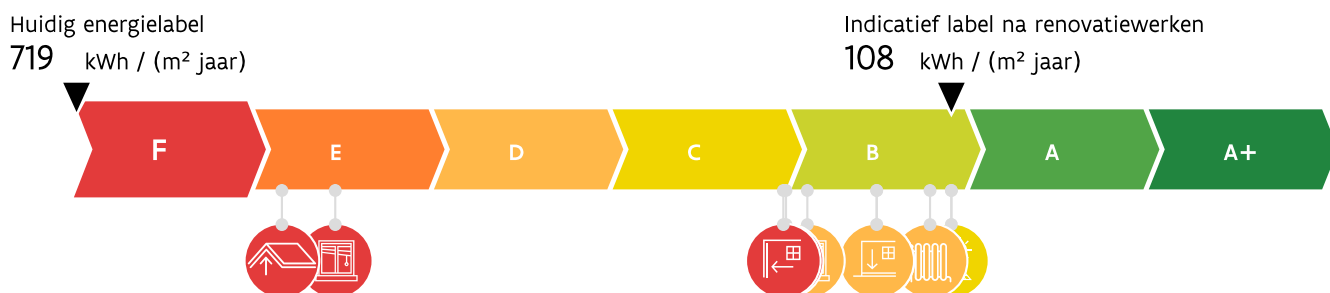 Huidig energielabel
719 kWh / (m² jaar)
Indicatief label na renovatiewerken
108 kWh / (m² jaar)
F E D C B A A+